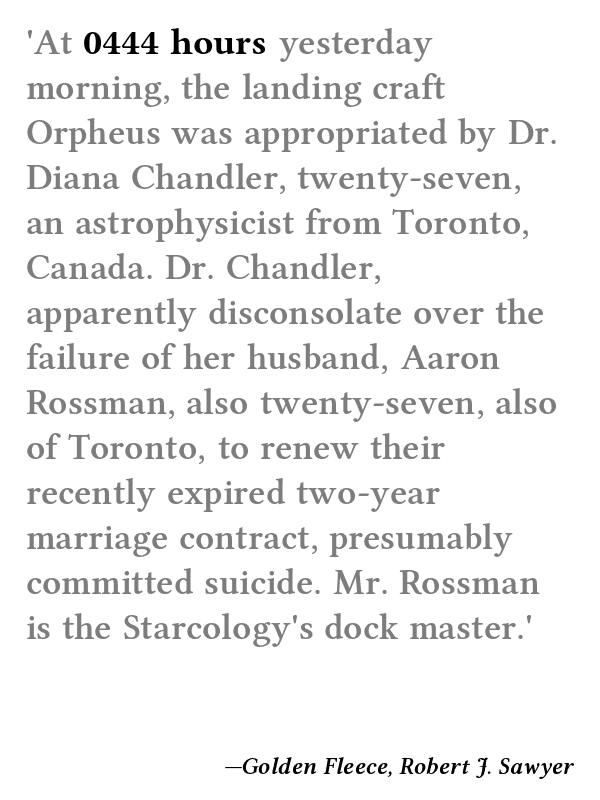 'At 0444 hours yesterday
morning, the landing craft
Orpheus was appropriated by Dr.
Diana Chandler, twenty-seven,
an astrophysicist from Toronto,
Canada. Dr. Chandler,
apparently disconsolate over the
failure of her husband, Aaron
Rossman, also twenty-seven, also
of Toronto, to renew their
recently expired two-year
marriage contract, presumably
committed suicide. Mr. Rossman
is the Starcology's dock master.'
—Golden Fleece, Robert J. Sawyer